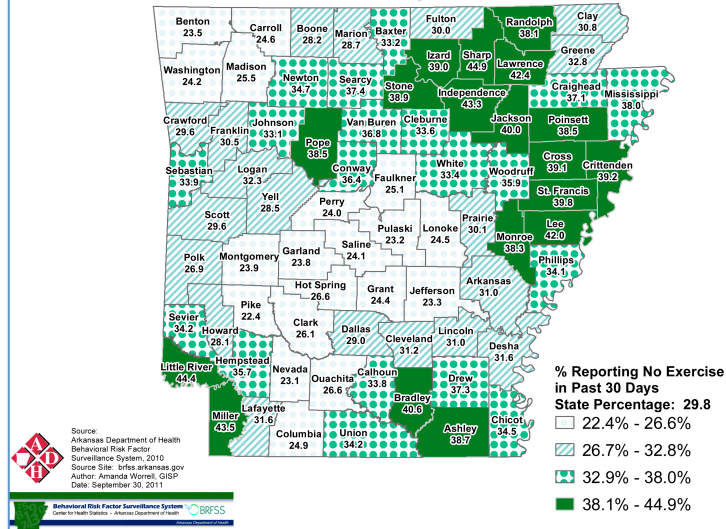 Benton
23.5
Carroll
24.6
Boone
28.2
Marion
28.7
Baxter
33.2
Fulton
30.0
Randolph
38.1
Clay
30.8
Izard
39.0
Sharp
44.9
Lawrence
42.4
Greene
32.8
Washington
24.2
Madison
25.5
Newton
34.7
Searcy
37.4
Stone
38.9
Independence
43.3
Craighead
37.1
Mississippi
38.0
Crawford
29.6
Franklin
30.5
Johnson
33.1
Pope
38.5
Van Buren
36.8
Cleburne
33.6
Jackson
40.0
Poinsett
38.5
Sebastian
33.9
Logan
32.3
Conway
36.4
Faulkner
25.1
White
33.4
Woodruff
35.9
Cross
39.1
Crittenden
39.2
Yell
28.5
Perry
24.0
St. Francis
39.8
Scott
29.6
Pulaski
23.2
Lonoke
24.5
Prairie
30.1
Monroe
38.3
Lee
42.0
Saline
24.1
Garland
23.8
Polk
26.9
Montgomery
23.9
Phillips
34.1
Hot Spring
26.6
Grant
24.4
Jefferson
23.3
Arkansas
31.0
Pike
22.4
Sevier
34.2
Howard
28.1
Clark
26.1
Dallas
29.0
Cleveland
31.2
Lincoln
31.0
Desha
31.6
Little River
44.4
Hempstead
35.7
Nevada
23.1
Ouachita
26.6
Calhoun
33.8
Bradley
40.6
Drew
37.3
Miller
43.5
Lafayette
31.6
Columbia
24.9
Union
34.2
Ashley
38.7
Chicot
34.5
% Reporting No Exercise
in Past 30 Days
State Percentage: 29.8
22.4% - 26.6%
26.7% - 32.8%
32.9% - 38.0%
38.1% - 44.9%
ADH
Source:
Arkansas Department of Health
Behavioral Risk Factor
Surveillance System, 2010
Source Site: brfss.arkansas.gov
Author: Amanda Worrell, GISP
Date: September 30, 2011
Behavioral Risk Factor Surveillance System
BRFSS
Center for Health Statistics - Arkansas Department of Health
Arkansas Department of Health